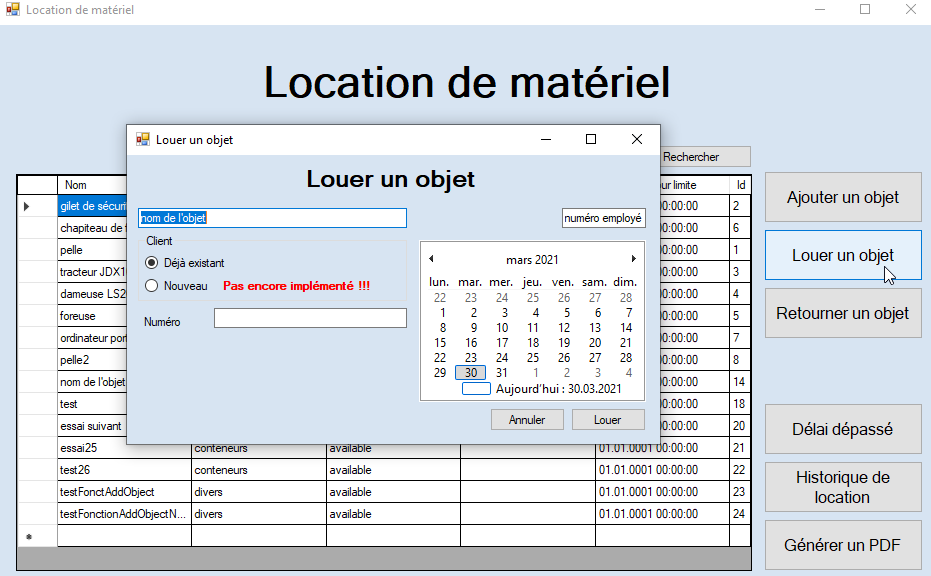 Location de matériel
Location de matériel
Louer un objet
Rechercher
Louer un objet
Nom
ur limite
Id
nom de l'objet
numéro employé
Client
Déjà existant
Nouveau
Pas encore implémenté !!!
Numéro
mars 2021
lun. mar. mer. jeu. ven. sam. dim.
22 23 24 25 26 27 28
1 2 3 4 5 6 7
8 9 10 11 12 13 14
15 16 17 18 19 20 21
22 23 24 25 26 27 28
29 30 31 1 2 3 4
Aujourd'hui : 30.03.2021
Annuler
Louer
gilet de sécuri 00:00:00 2
chapiteau de 00:00:00 6
pelle 00:00:00 1
tracteur JDX1 00:00:00 3
dameuse LS2 00:00:00 4
foreuse 00:00:00 5
ordinateur port 00:00:00 7
pelle2 00:00:00 8
nom de l'objet 00:00:00 14
test 00:00:00 18
essai suivant 00:00:00 20
essai25 conteneurs available 01.01.0001 00:00:00 21
test26 conteneurs available 01.01.0001 00:00:00 22
testFonctAddObject divers available 01.01.0001 00:00:00 23
testFonctionAddObjectN... divers available 01.01.0001 00:00:00 24
Ajouter un objet
Louer un objet
Retourner un objet
Délai dépassé
Historique de
location
Générer un PDF